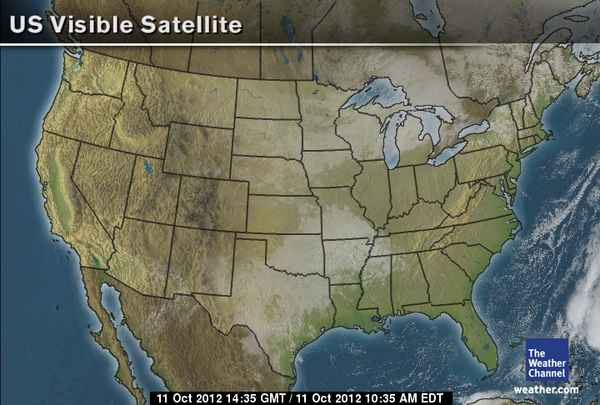 US Visible Satellite
The
Weather
Channel
weather.com
11 Oct 2012 14:35 GMT / 11 Oct 2012 10:35 AM EDT